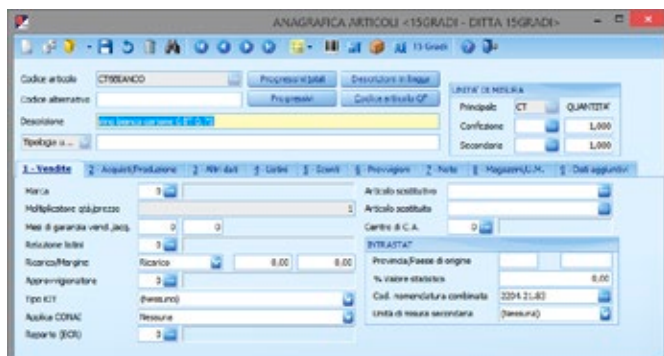 ANAGRAFICA ARTICOLI <15GRADI - DITTA 15GRADI>
15 Gradi
Codice articolo
Progressivi totali
Descrizioni in lingua
Codice alternativo
Progressivi
Codice articolo CF
Descrizione
Tipologia
UNITA' DI MISURA
Principale CT QUANTITA'
Confezione 1,000
Secondaria 1,000
1 - Vendite 2 - Acquisti/Produzione 3 - Altri dati 4 - Listini 5 - Sconti 6 - Provvigioni 7 - Note 8 - Magazzini/U.M. 9 - Dati aggiuntivi
Marca 0
Moltiplicatore qtà/prezzo 1
Mesi di garanzia vend./acq. 0 0
Relazione listini 0
Ricarico/Margine Ricarico 0,00 0,00
Approvvigionatore 0
Tipo KIT (Nessuno)
Applica CONAI Nessuna
Reparto (ECR) 0
Articolo sostitutivo
Articolo sostituito
Centro di C.A. 0
INTRASTAT
Provincia/Paese di origine
% Valore statistico 0,00
Cod. nomenclatura combinata
Unità di misura secondaria (Nessuna)